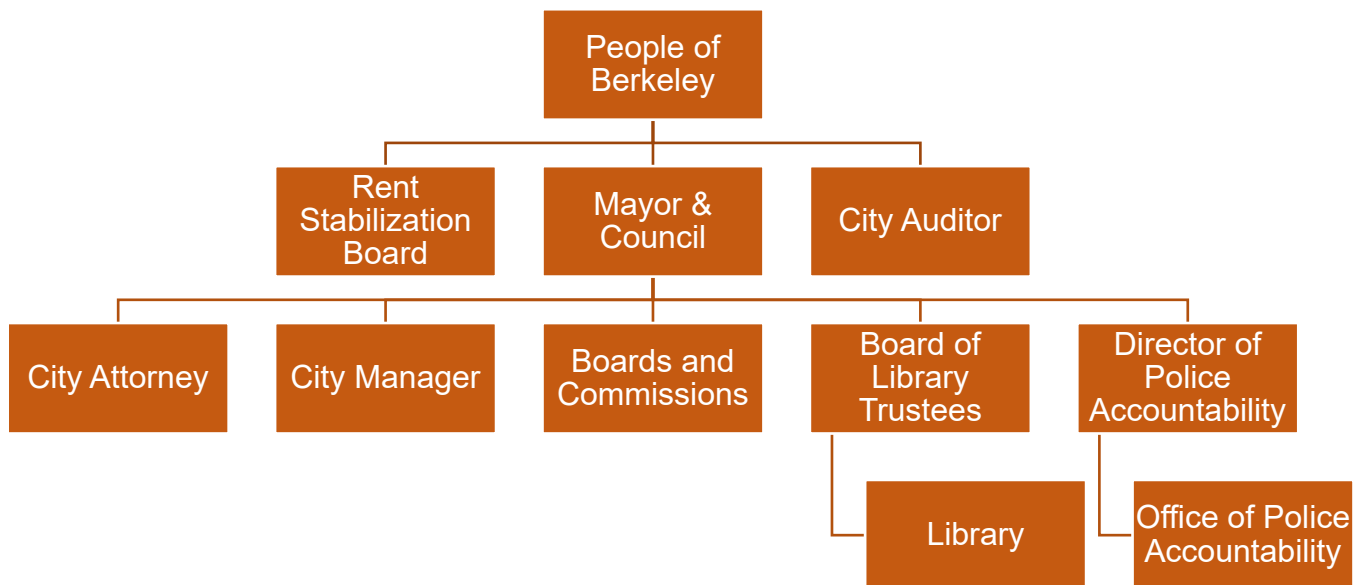 People of
Berkeley
Rent
Stabilization
Board
Mayor &
Council
City Auditor
City Attorney
City Manager
Boards and
Commissions
Board of
Library
Trustees
Director of
Police
Accountability
Library
Office of Police
Accountability